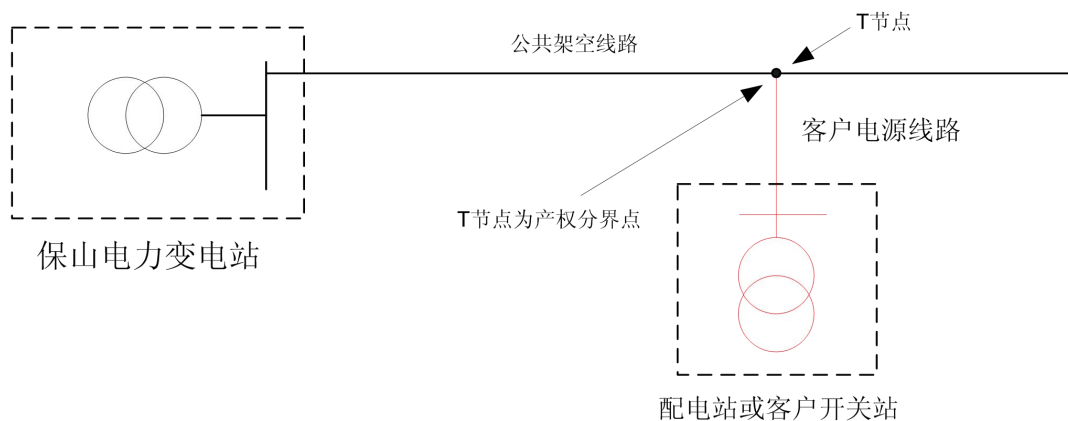 T节点
公共架空线路
客户电源线路
T节点为产权分界点
保山电力变电站
配电站或客户开关站